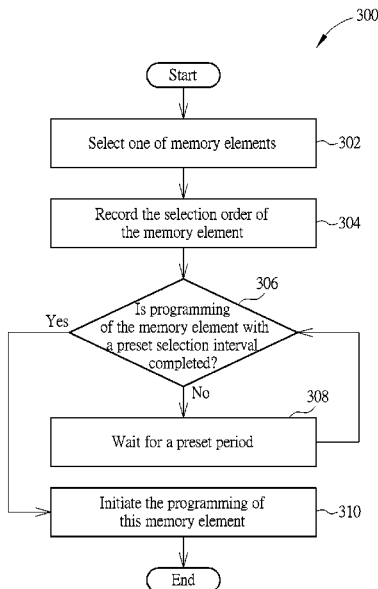 300
Start
Select one of memory elements
302
Record the selection order of
the memory element
304
306
Is programming
of the memory element with
a preset selection interval
completed?
Yes
No
308
Wait for a preset period
Initiate the programming of
this memory element
310
End